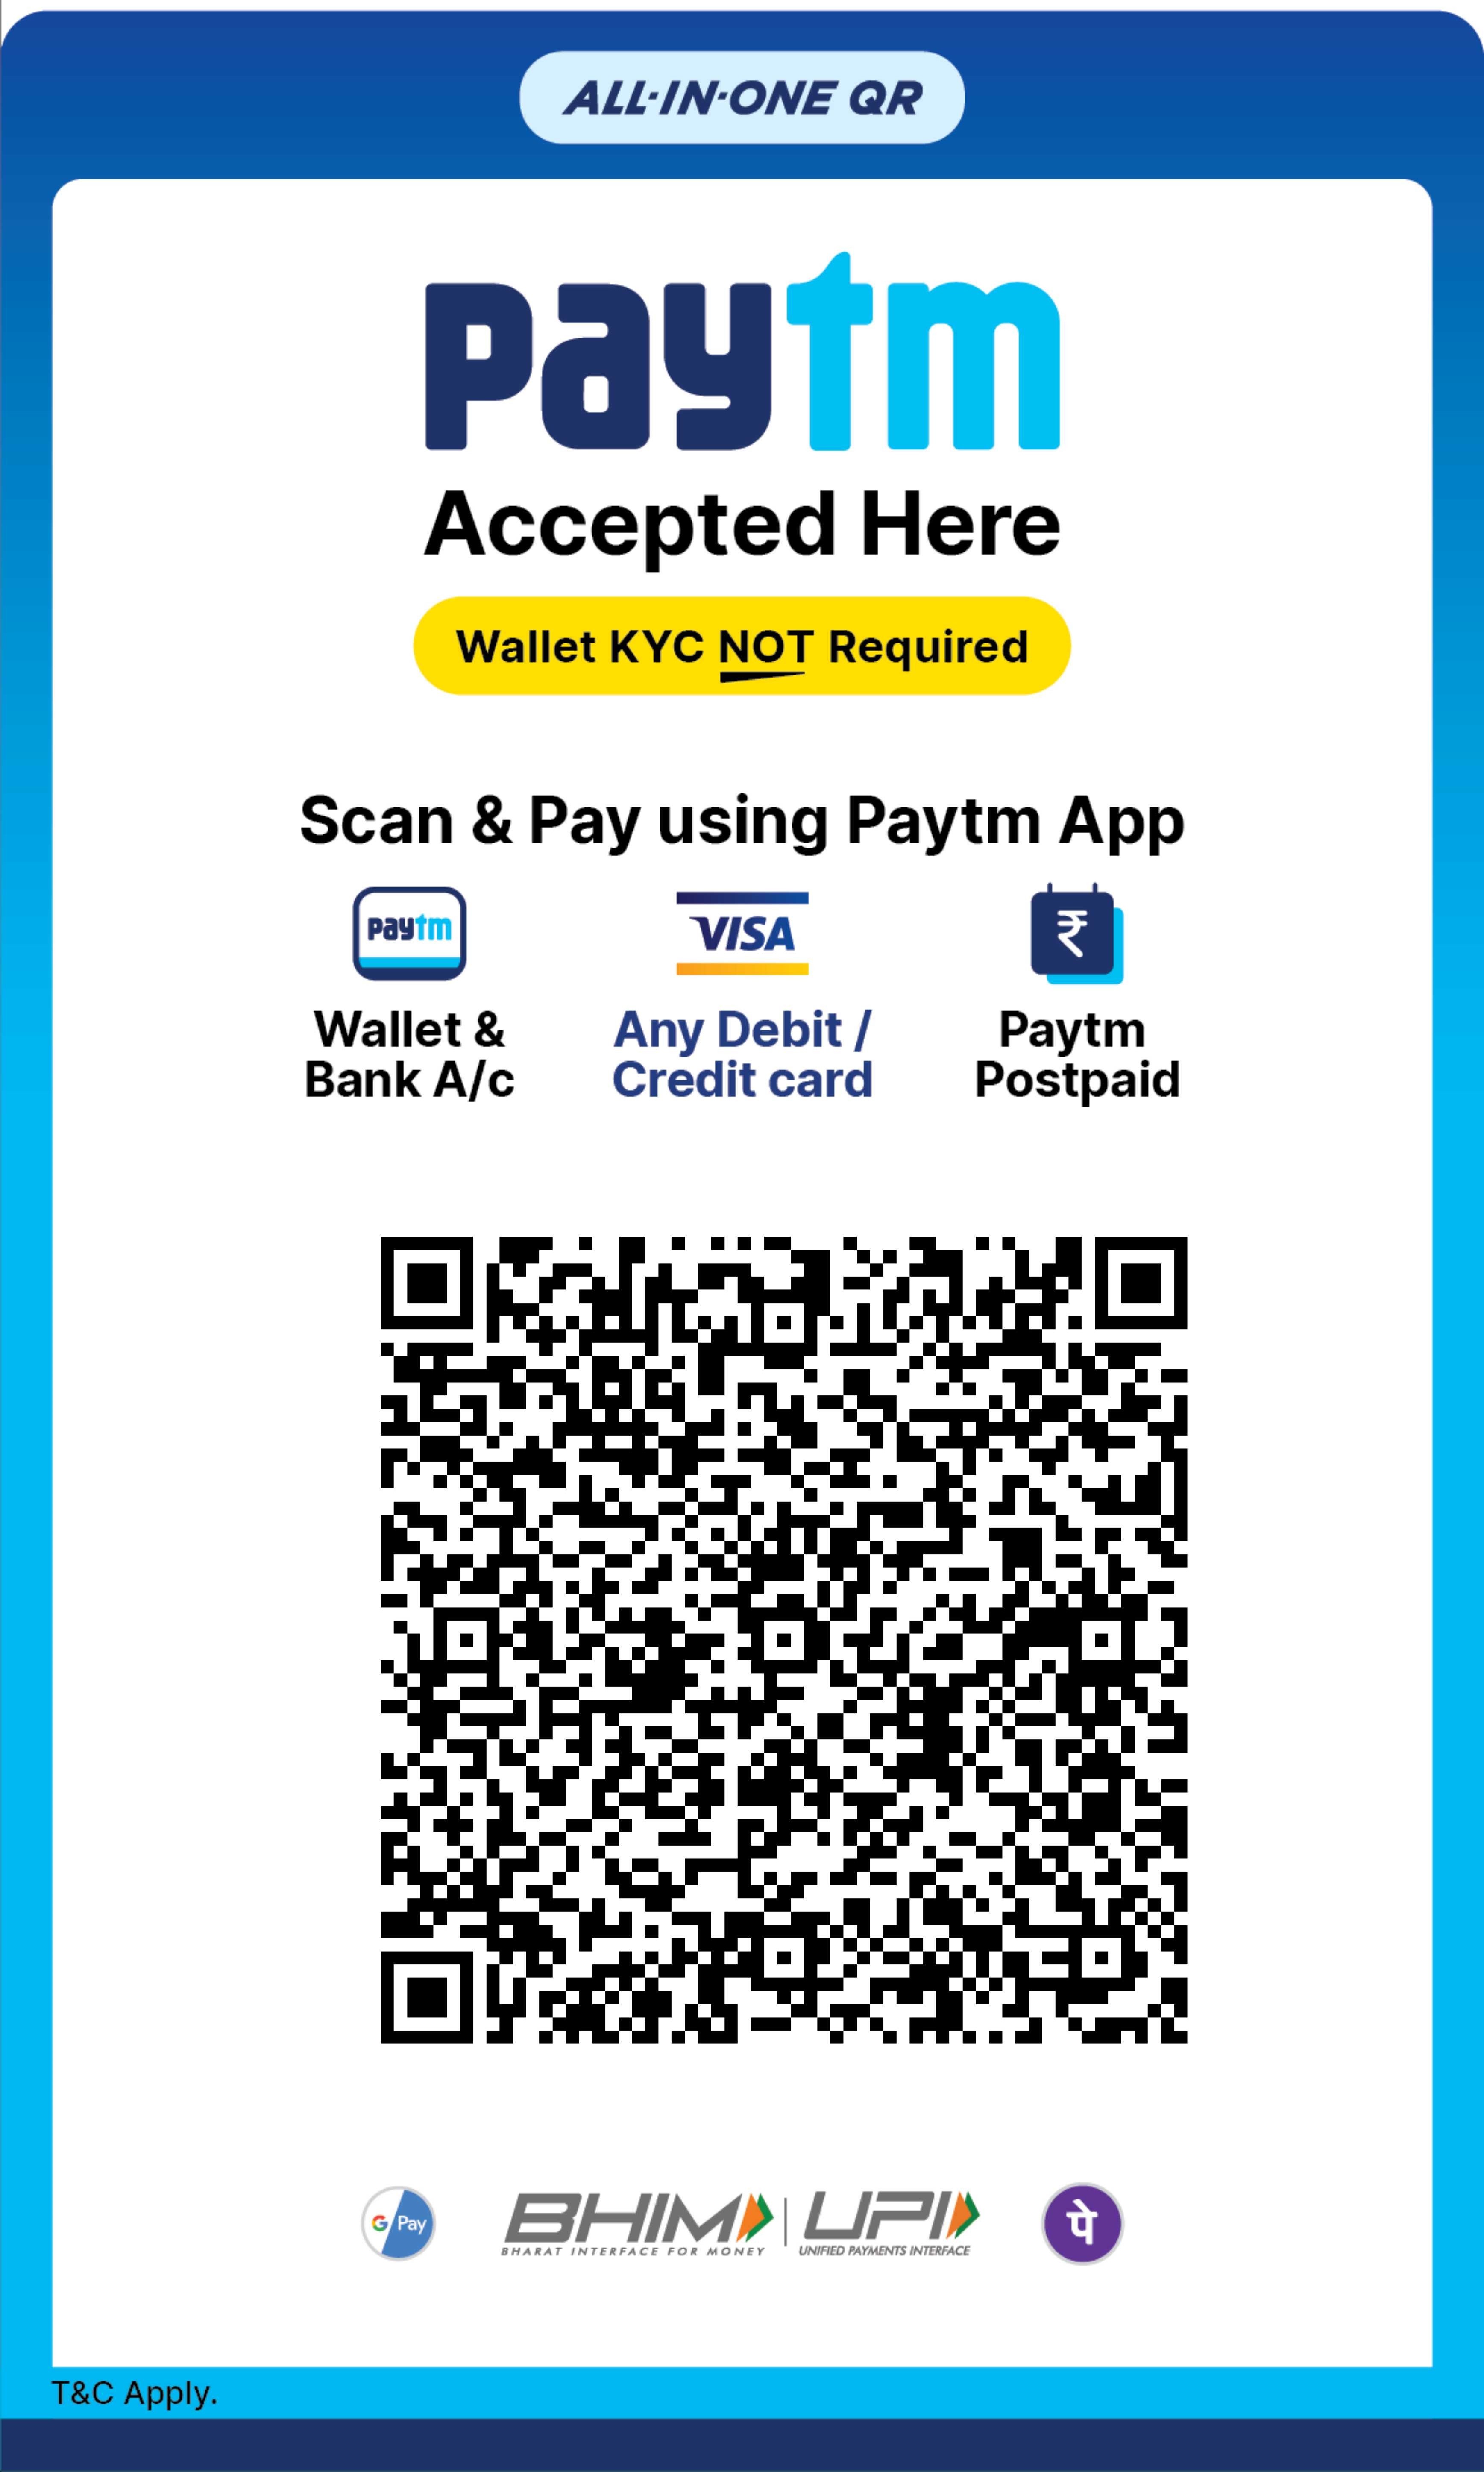 ALL-IN-ONE QR
paytm
Accepted Here
Wallet KYC NOT Required
Scan & Pay using Paytm App
paytm
VISA
₹
Wallet &
Bank A/c
Any Debit /
Credit card
Paytm
Postpaid
G Pay
BHIM
BHARAT INTERFACE FOR MONEY
UPI
UNIFIED PAYMENTS INTERFACE
पे
T&C Apply.